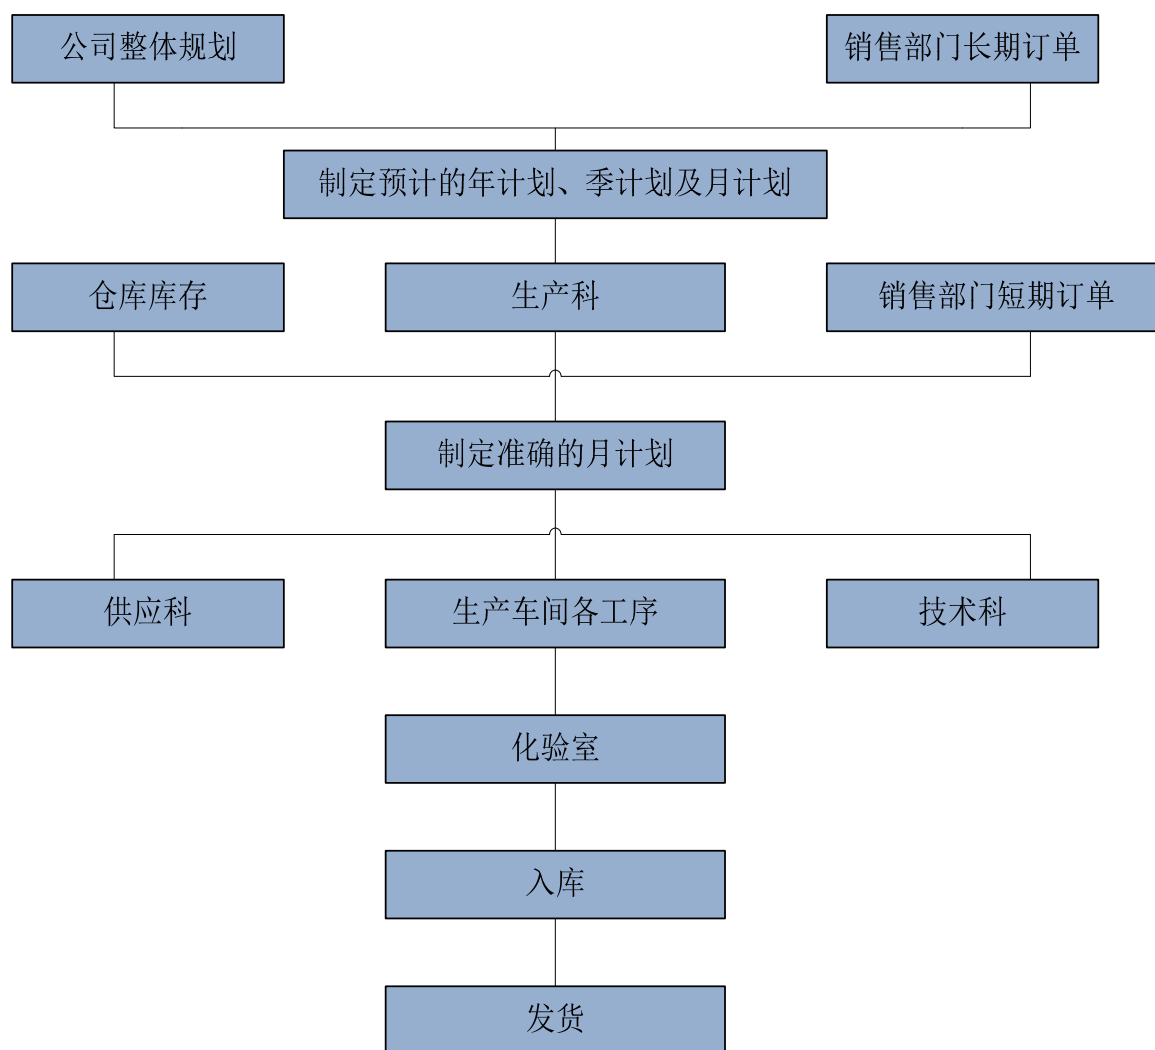 公司整体规划
销售部门长期订单
制定预计的年计划、季计划及月计划
仓库库存
生产科
销售部门短期订单
制定准确的月计划
供应科
生产车间各工序
技术科
化验室
入库
发货